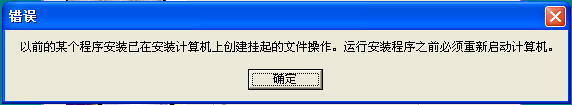 错误
以前的某个程序安装已在安装计算机上创建挂起的文件操作。运行安装程序之前必须重新启动计算机。
确定